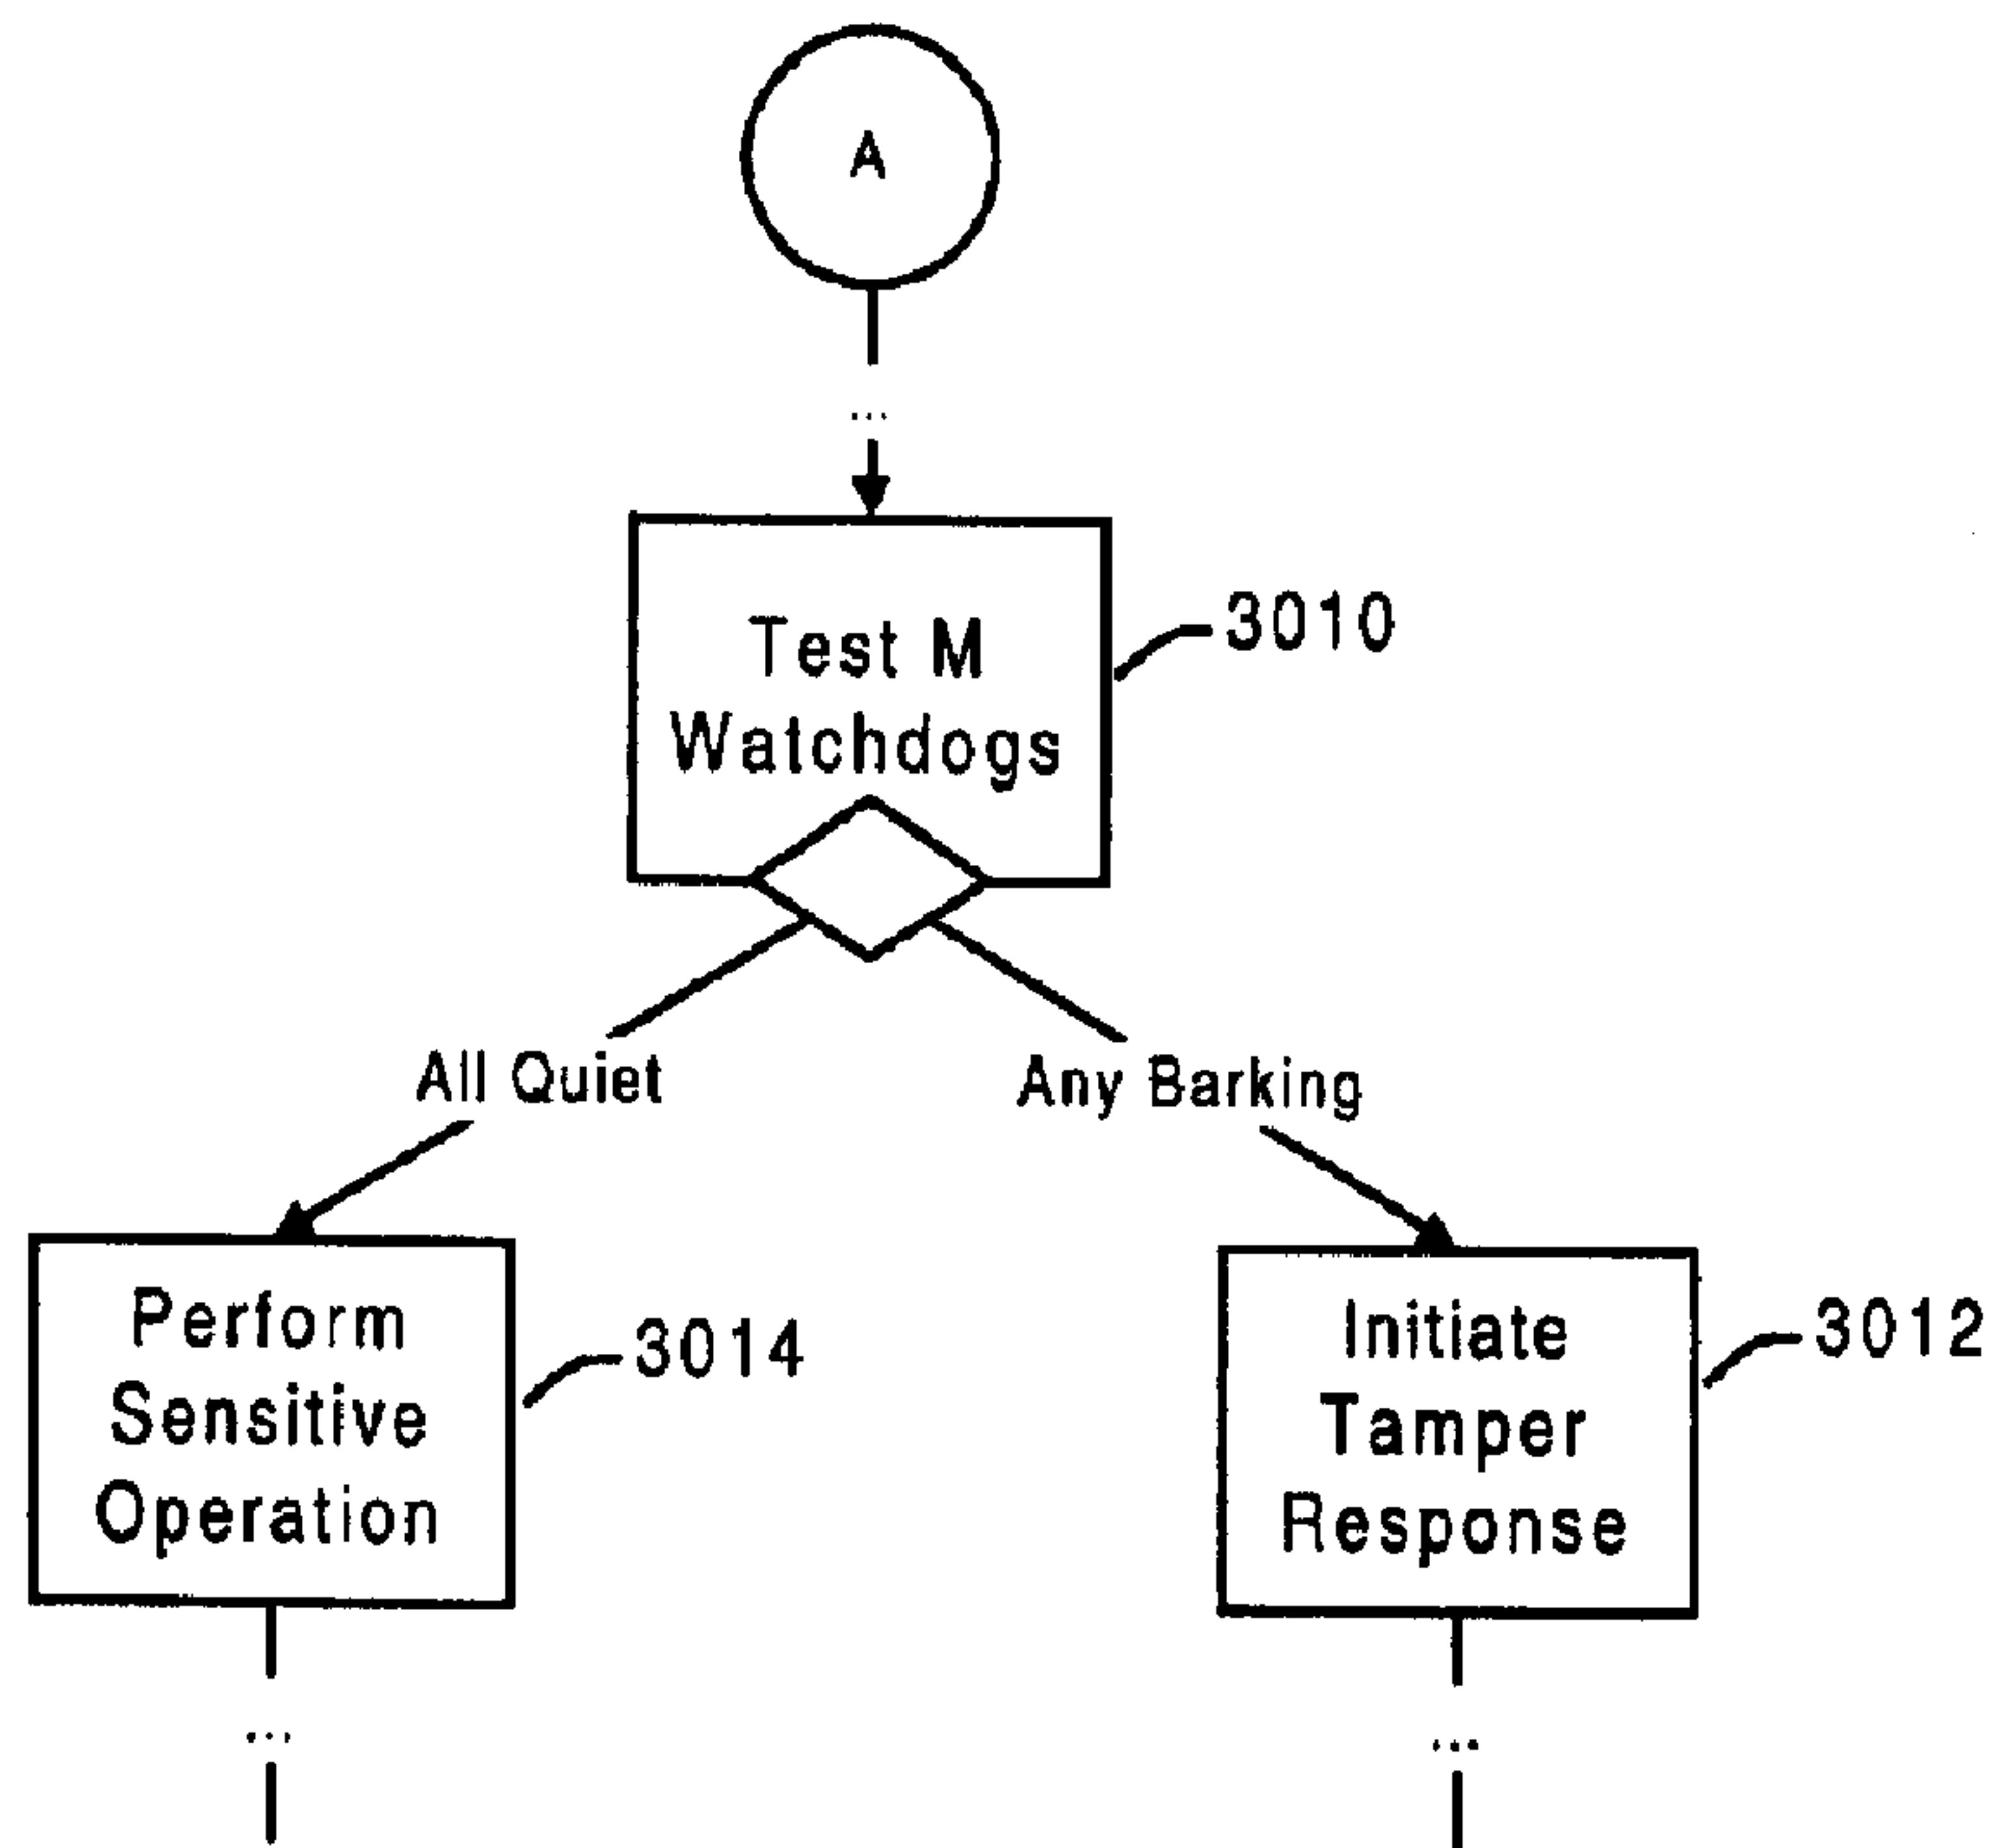 A
...
Test M
Watchdogs
3010
All Quiet
Any Barking
Perform
Sensitive
Operation
3014
Initiate
Tamper
Response
3012
...
...